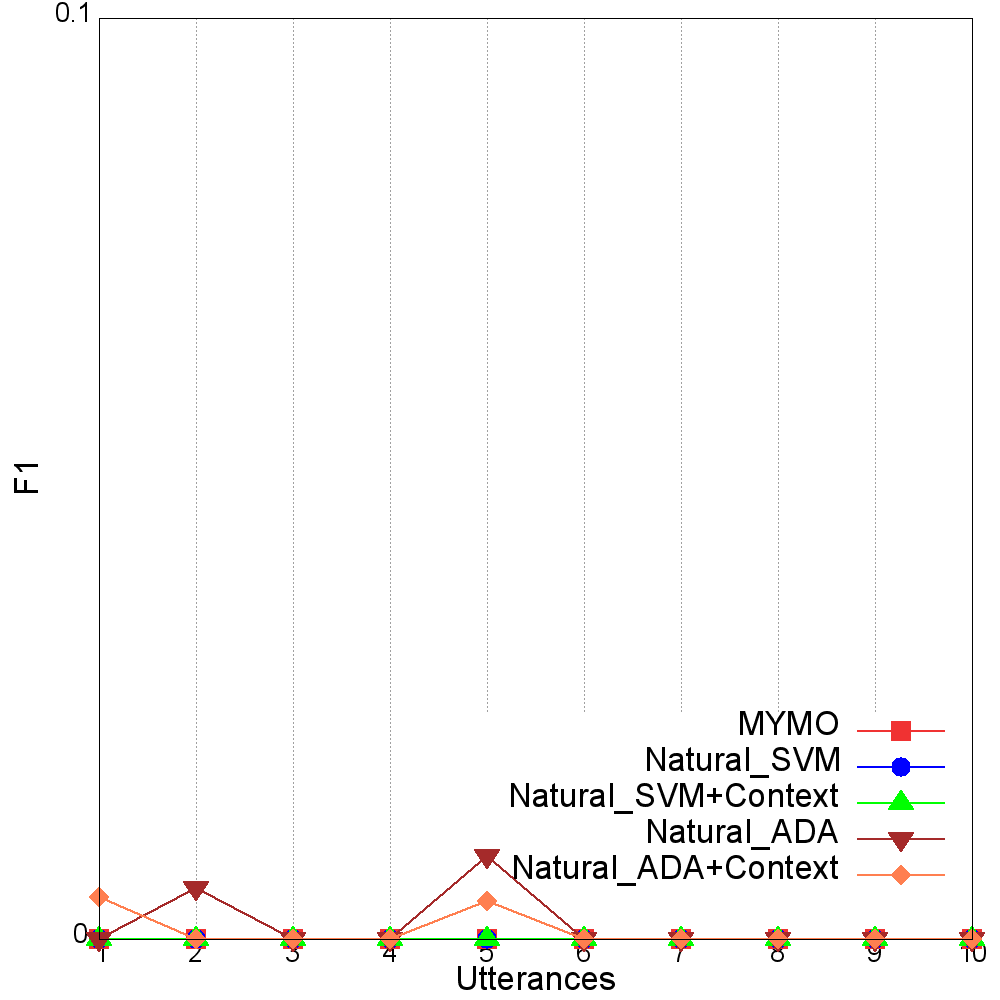 0.1
F1
MYMO
Natural_SVM
Natural_SVM+Context
Natural_ADA
Natural_ADA+Context
0
1 2 3 4 5 6 7 8 9 10
Utterances